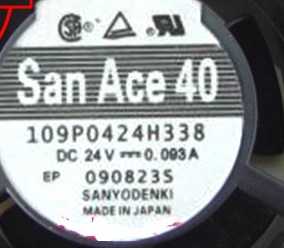 San Ace 40
109P0424H338
DC 24V ⎓ 0.093A
EP 090823S
SANYODENKI
MADE IN JAPAN